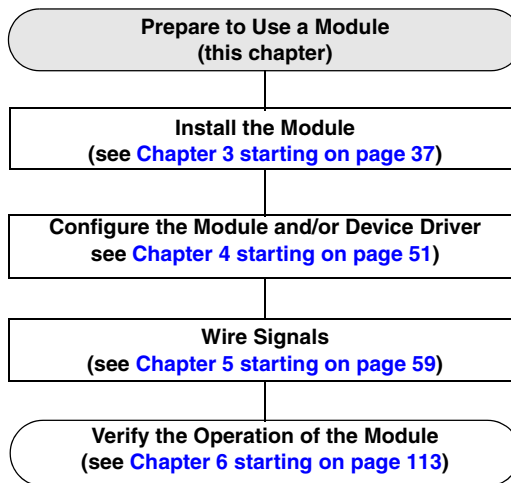 Prepare to Use a Module
(this chapter)
Install the Module
(see Chapter 3 starting on page 37)
Configure the Module and/or Device Driver
see Chapter 4 starting on page 51)
Wire Signals
(see Chapter 5 starting on page 59)
Verify the Operation of the Module
(see Chapter 6 starting on page 113)